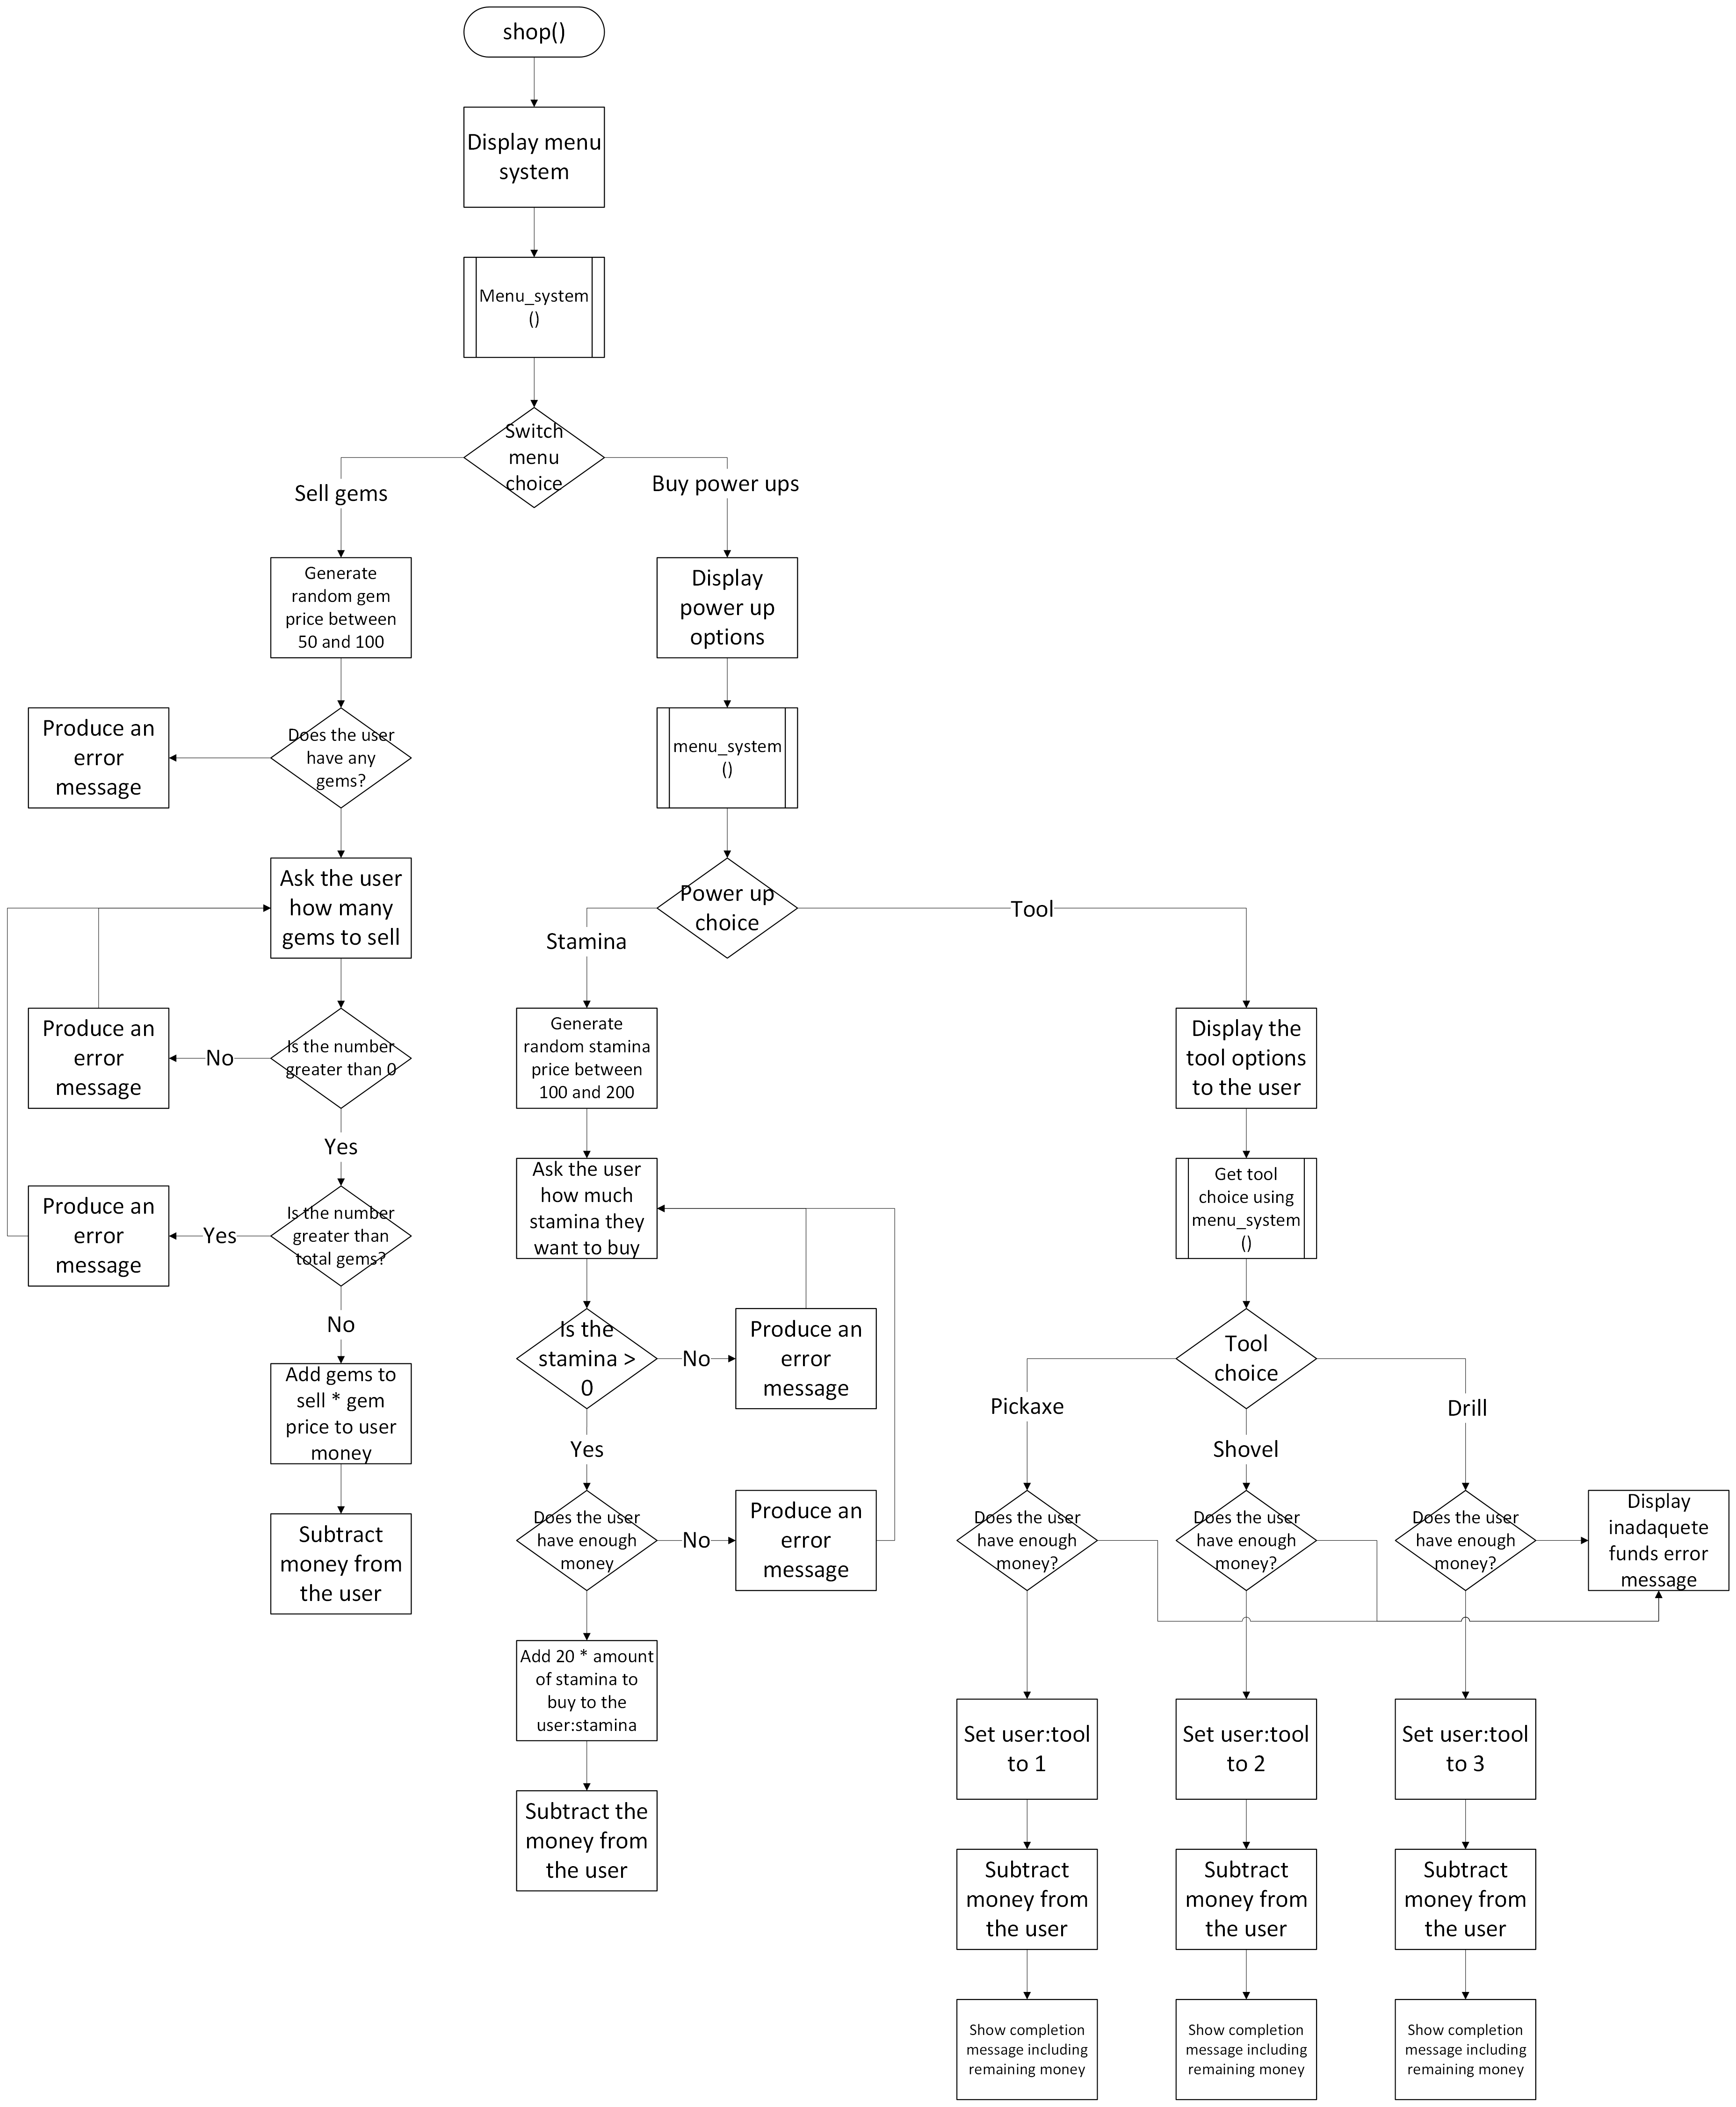 shop()
Display menu
system
Menu_system
()
Switch
menu
choice
Sell gems
Buy power ups
Generate
random gem
price between
50 and 100
Display
power up
options
Produce an
error
message
Does the user
have any
gems?
menu_system
()
Ask the user
how many
gems to sell
Power up
choice
Stamina
Tool
Produce an
error
message
No
Is the number
greater than 0
Generate
random stamina
price between
100 and 200
Display the
tool options
to the user
Yes
Produce an
error
message
Yes
Is the number
greater than
total gems?
Ask the user
how much
stamina they
want to buy
Get tool
choice using
menu_system
()
No
Is the
stamina >
0
No
Produce an
error
message
Tool
choice
Add gems to
sell * gem
price to user
money
Pickaxe
Drill
Yes
Shovel
Subtract
money from
the user
Does the user
have enough
money
No
Produce an
error
message
Does the user
have enough
money?
Does the user
have enough
money?
Does the user
have enough
money?
Display
inadaquete
funds error
message
Add 20 * amount
of stamina to
buy to the
user:stamina
Set user:tool
to 1
Set user:tool
to 2
Set user:tool
to 3
Subtract the
money from
the user
Subtract
money from
the user
Subtract
money from
the user
Subtract
money from
the user
Show completion
message including
remaining money
Show completion
message including
remaining money
Show completion
message including
remaining money